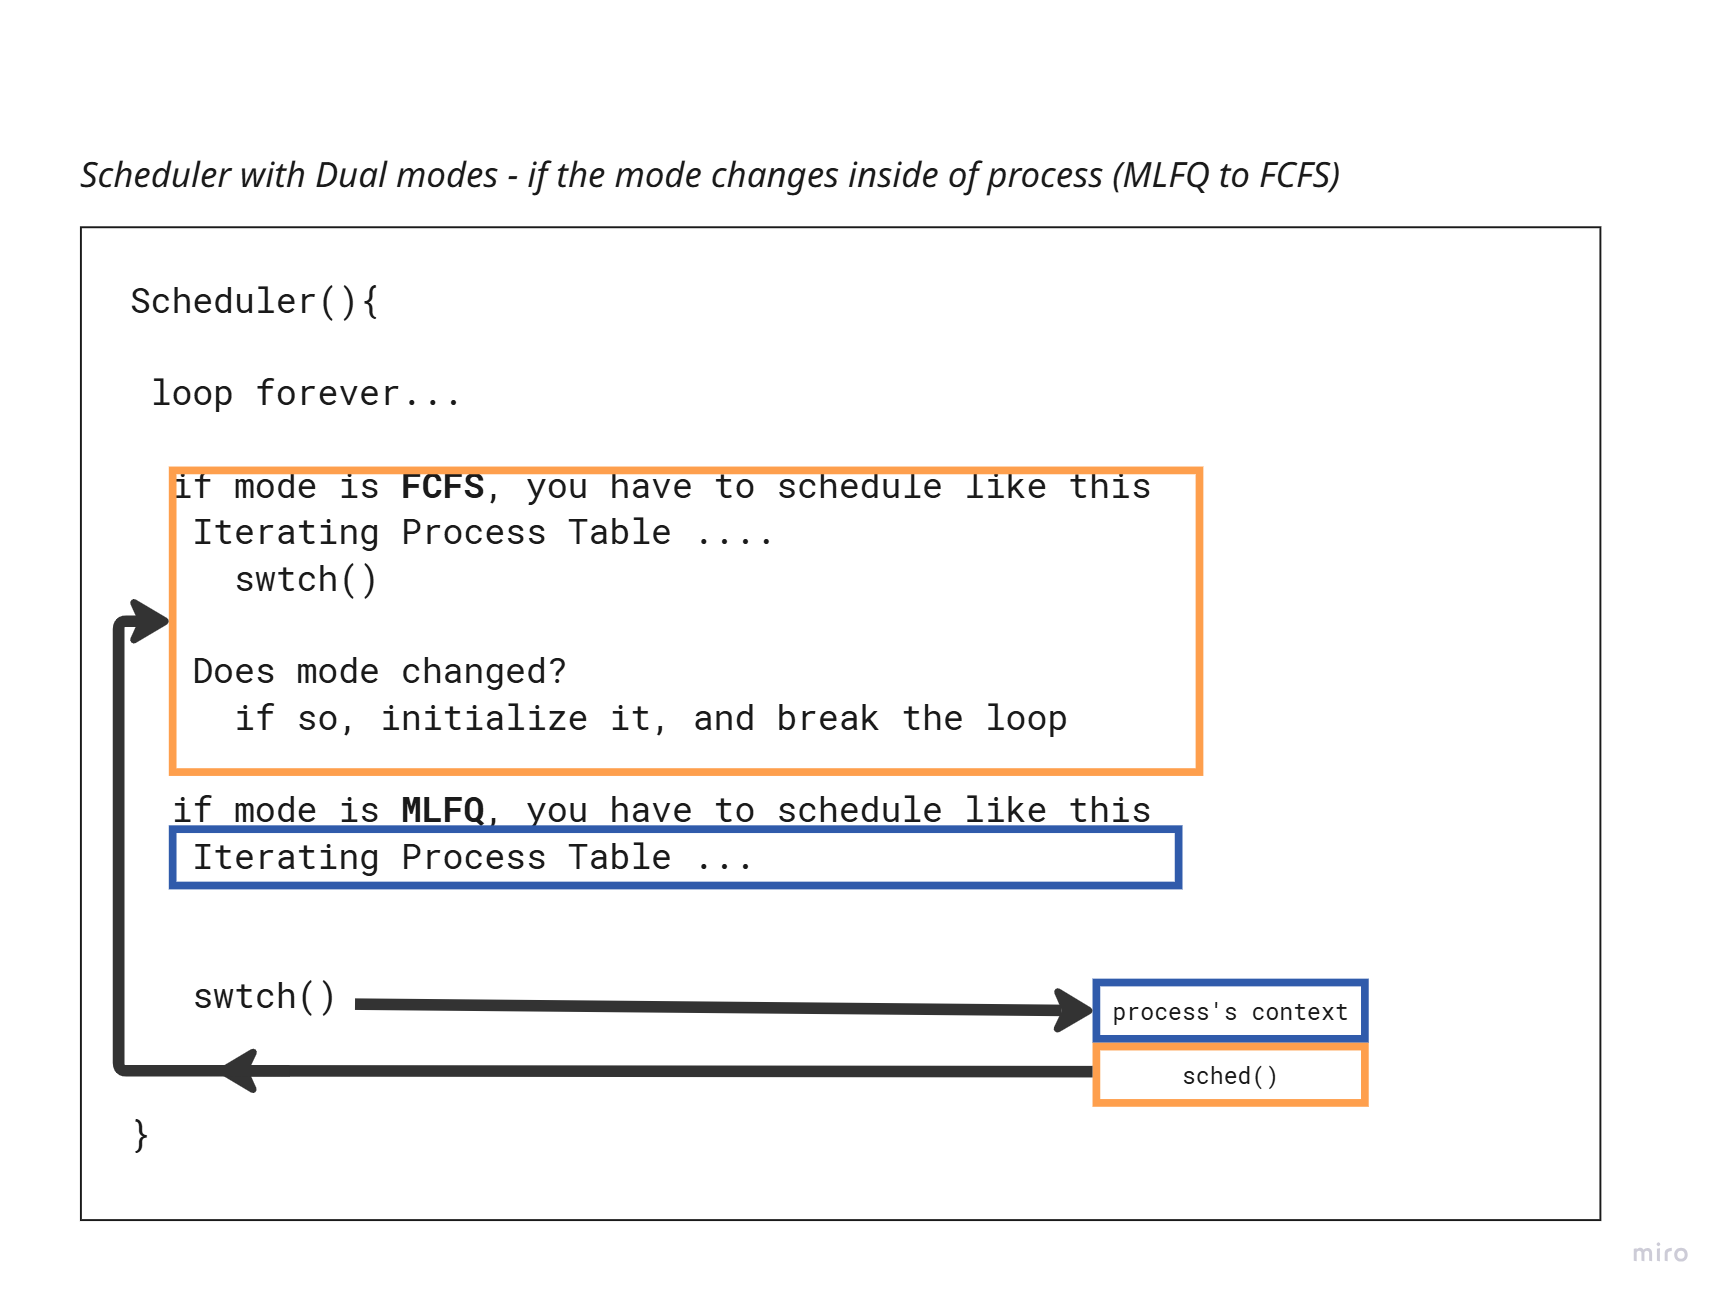 Scheduler with Dual modes - if the mode changes inside of process (MLFQ to FCFS)
Scheduler(){
loop forever...
if mode is FCFS, you have to schedule like this
Iterating Process Table ....
swtch()
Does mode changed?
if so, initialize it, and break the loop
if mode is MLFQ, you have to schedule like this
Iterating Process Table ...
swtch()
process's context
sched()
}
miro